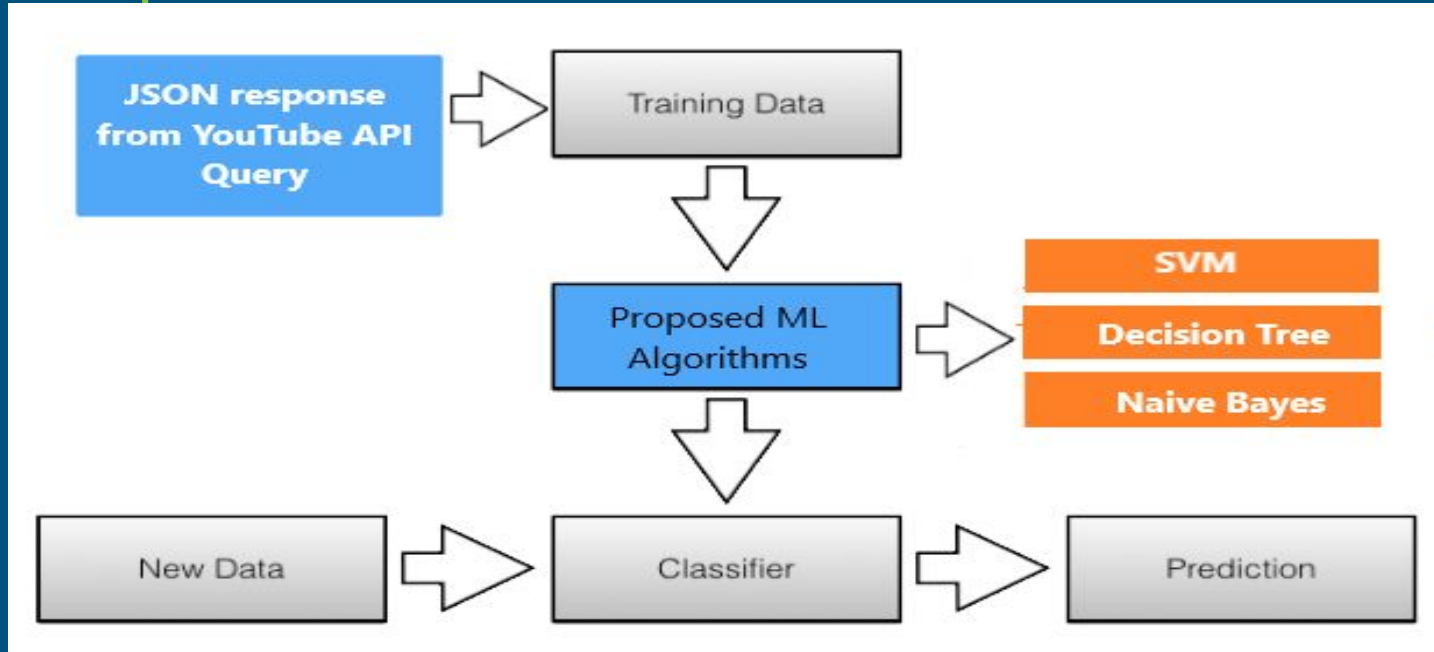 JSON response
from YouTube API
Query
Training Data
Proposed ML
Algorithms
SVM
Decision Tree
Naive Bayes
New Data
Classifier
Prediction